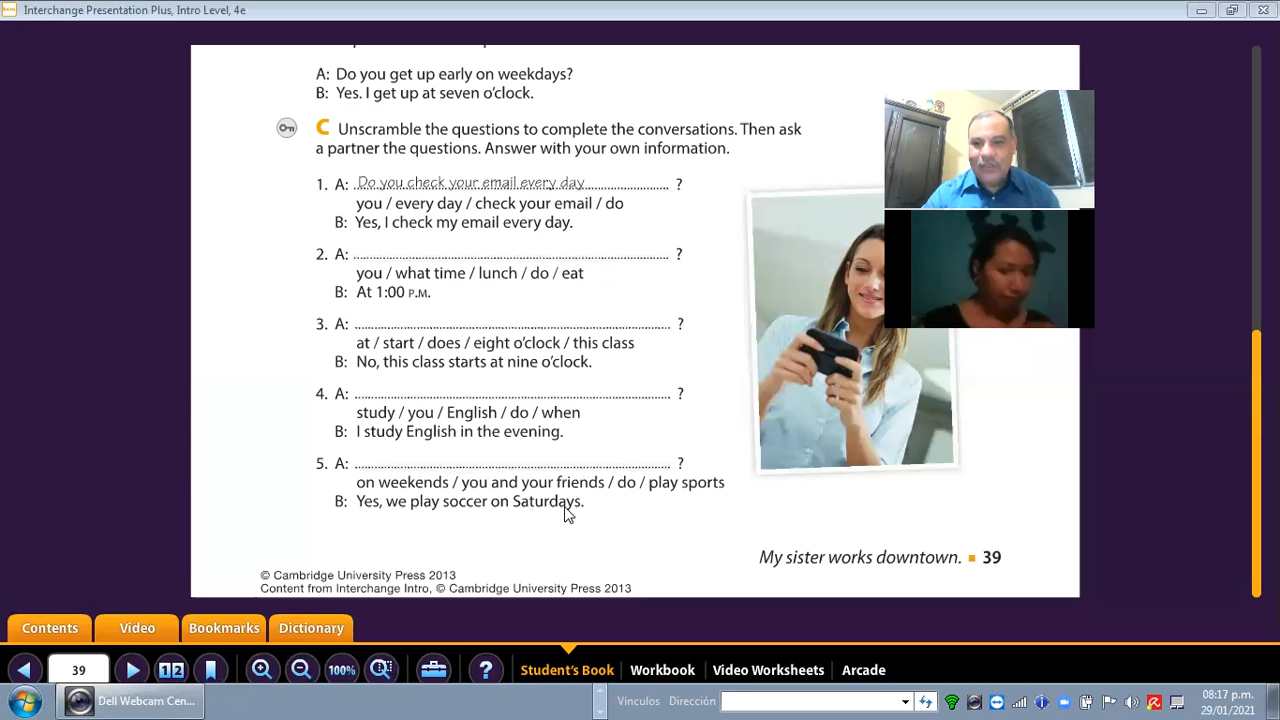 Interchange Presentation Plus, Intro Level, 4e
A: Do you get up early on weekdays?
B: Yes. I get up at seven o'clock.
C Unscramble the questions to complete the conversations. Then ask
a partner the questions. Answer with your own information.
1. A: Do you check your email every day ?
you / every day / check your email / do
B: Yes, I check my email every day.
2. A: ?
you / what time / lunch / do / eat
B: At 1:00 P.M.
3. A: ?
at / start / does / eight o'clock / this class
B: No, this class starts at nine o'clock.
4. A: ?
study / you / English / do / when
B: I study English in the evening.
5. A: ?
on weekends / you and your friends / do / play sports
B: Yes, we play soccer on Saturdays.
My sister works downtown. ■ 39
© Cambridge University Press 2013
Content from Interchange Intro, © Cambridge University Press 2013
Contents Video Bookmarks Dictionary
39 12 100% ? Student's Book Workbook Video Worksheets Arcade
Dell Webcam Cen... Vínculos Dirección 08:17 p.m.
29/01/2021